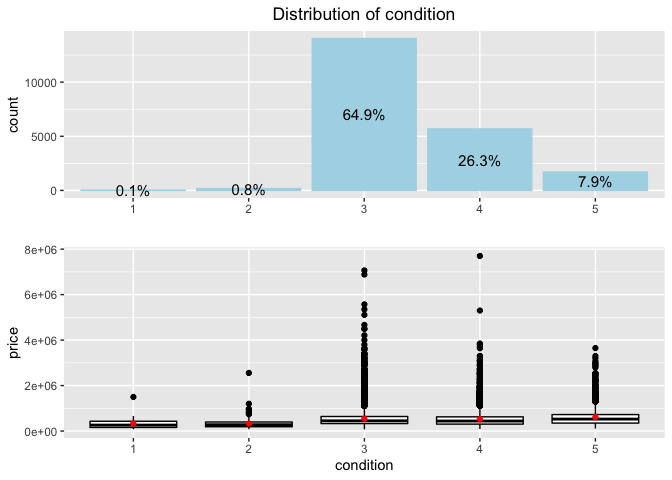 Distribution of condition
count
10000
5000
0
0.1%
0.8%
64.9%
26.3%
7.9%
1 2 3 4 5
price
8e+06
6e+06
4e+06
2e+06
0e+00
1 2 3 4 5
condition